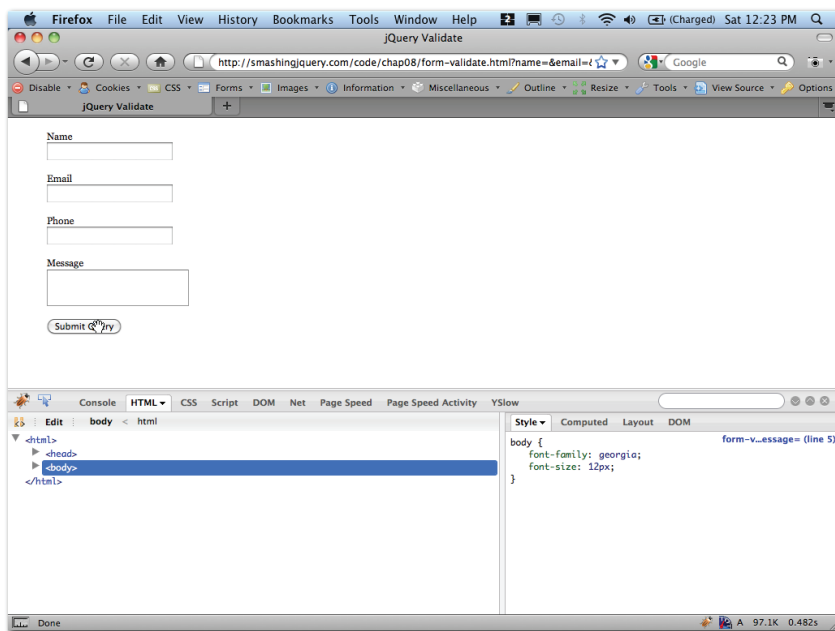 Firefox File Edit View History Bookmarks Tools Window Help 2 (Charged) Sat 12:23 PM
jQuery Validate
http://smashingjquery.com/code/chap08/form-validate.html?name=&email=& Google
Disable Cookies CSS Forms Images Information Miscellaneous Outline Resize Tools View Source Options
jQuery Validate +
Name
Email
Phone
Message
Submit Query
Console HTML CSS Script DOM Net Page Speed Page Speed Activity YSlow
Edit body < html
Style Computed Layout DOM
<html>
<head>
<body>
</html>
body { form-v...essage= (line 5)
font-family: georgia;
font-size: 12px;
}
Done A 97.1K 0.482s